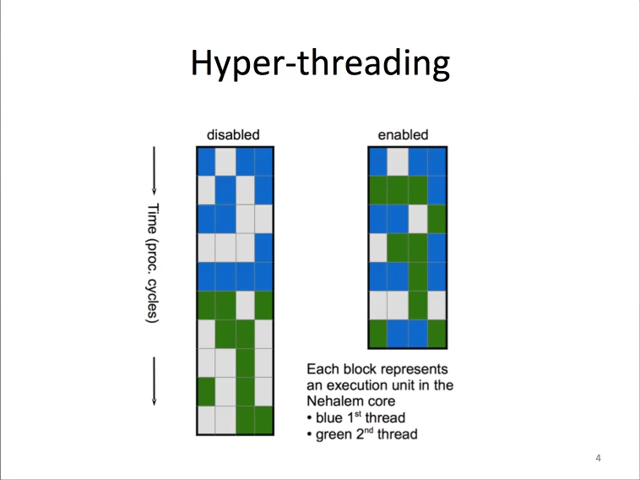 Hyper-threading
disabled
enabled
Time (proc. cycles)
Each block represents
an execution unit in the
Nehalem core
• blue 1st thread
• green 2nd thread
4